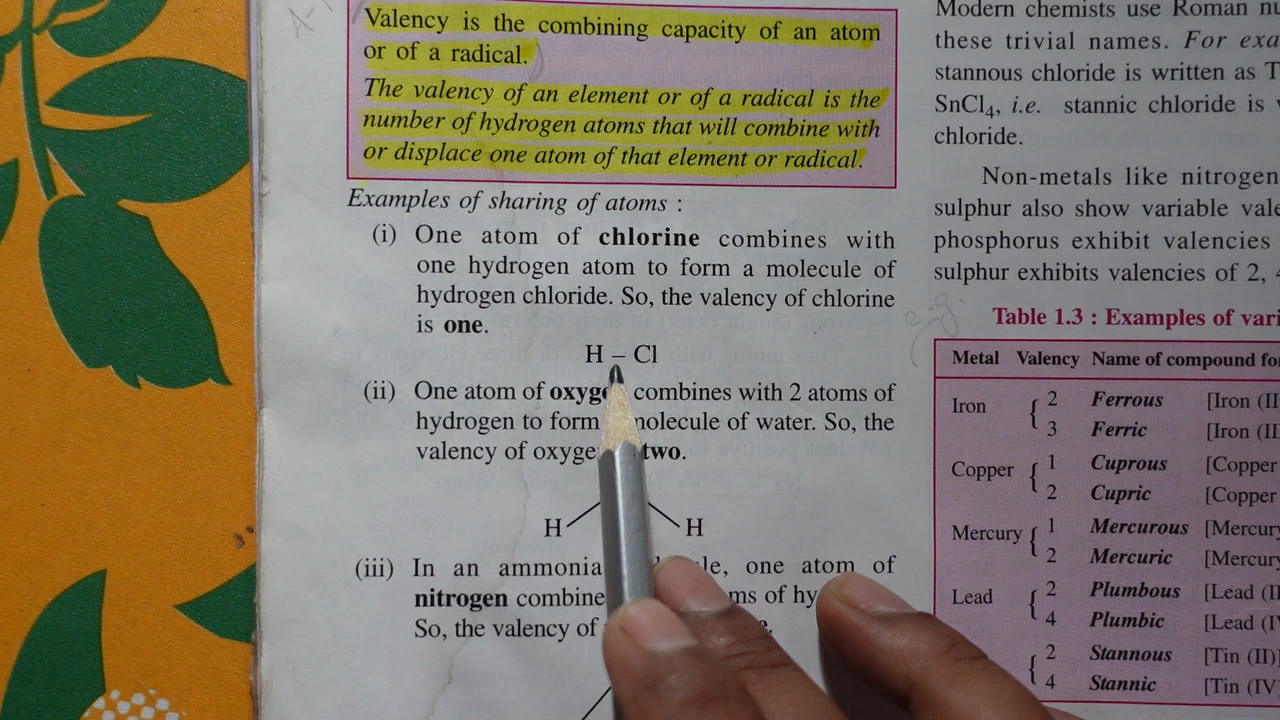 Valency is the combining capacity of an atom
or of a radical.
The valency of an element or of a radical is the
number of hydrogen atoms that will combine with
or displace one atom of that element or radical.
Examples of sharing of atoms :
(i) One atom of chlorine combines with
one hydrogen atom to form a molecule of
hydrogen chloride. So, the valency of chlorine
is one.
H – Cl
(ii) One atom of combines with 2 atoms of
hydrogen to form molecule of water. So, the
valency of two.
H H
(iii) In an ammonia one atom of
nitrogen of
So, the valency of
Modern chemists use Roman
these trivial names. For
stannous chloride is written as
SnCl₄, i.e. stannic chloride is
chloride.
Non-metals like nitrogen
sulphur also show variable
phosphorus exhibit valencies
sulphur exhibits valencies of 2,
e.g.
Table 1.3 : Examples of
Metal Valency Name of compound
Iron { 2 Ferrous [Iron (II
3 Ferric [Iron (II
Copper { 1 Cuprous [Copper
2 Cupric [Copper
Mercury { 1 Mercurous [Mercury
2 Mercuric [Mercury
Lead { 2 Plumbous [Lead (II
4 Plumbic [Lead (IV
{ 2 Stannous [Tin (II)]
4 Stannic [Tin (IV